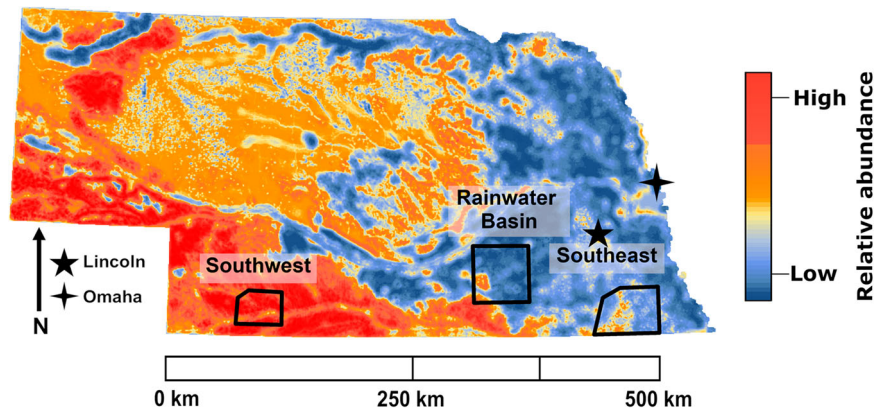 High
Relative abundance
Low
Rainwater
Basin
Southwest
Southeast
Lincoln
Omaha
N
0 km
250 km
500 km